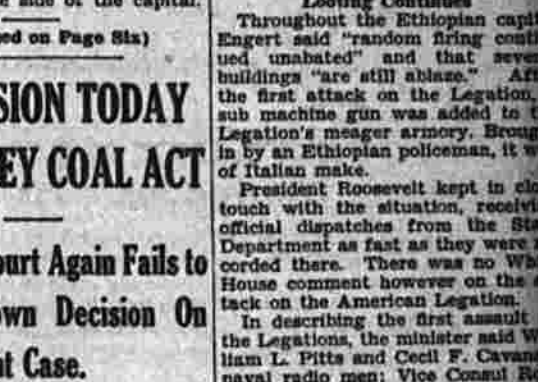 side of the capital.
ed on Page Six)
SION TODAY
EY COAL ACT
ourt Again Fails to
wn Decision On
t Case.
Looting Continues
Throughout the Ethiopian capit
Engert said "random firing conti
ued unabated" and that seve
buildings "are still ablaze." Aft
the first attack on the Legation,
sub machine gun was added to t
Legation's meager armory. Broug
in by an Ethiopian policeman, it w
of Italian make.
President Roosevelt kept in clo
touch with the situation, receivi
official dispatches from the Sta
Department as fast as they were
corded there. There was no Whi
House comment however on the
tack on the American Legation.
In describing the first assault
the Legations, the minister said W
liam L. Pitts and Cecil F. Cavan
naval radio men; Vice Consul Ro